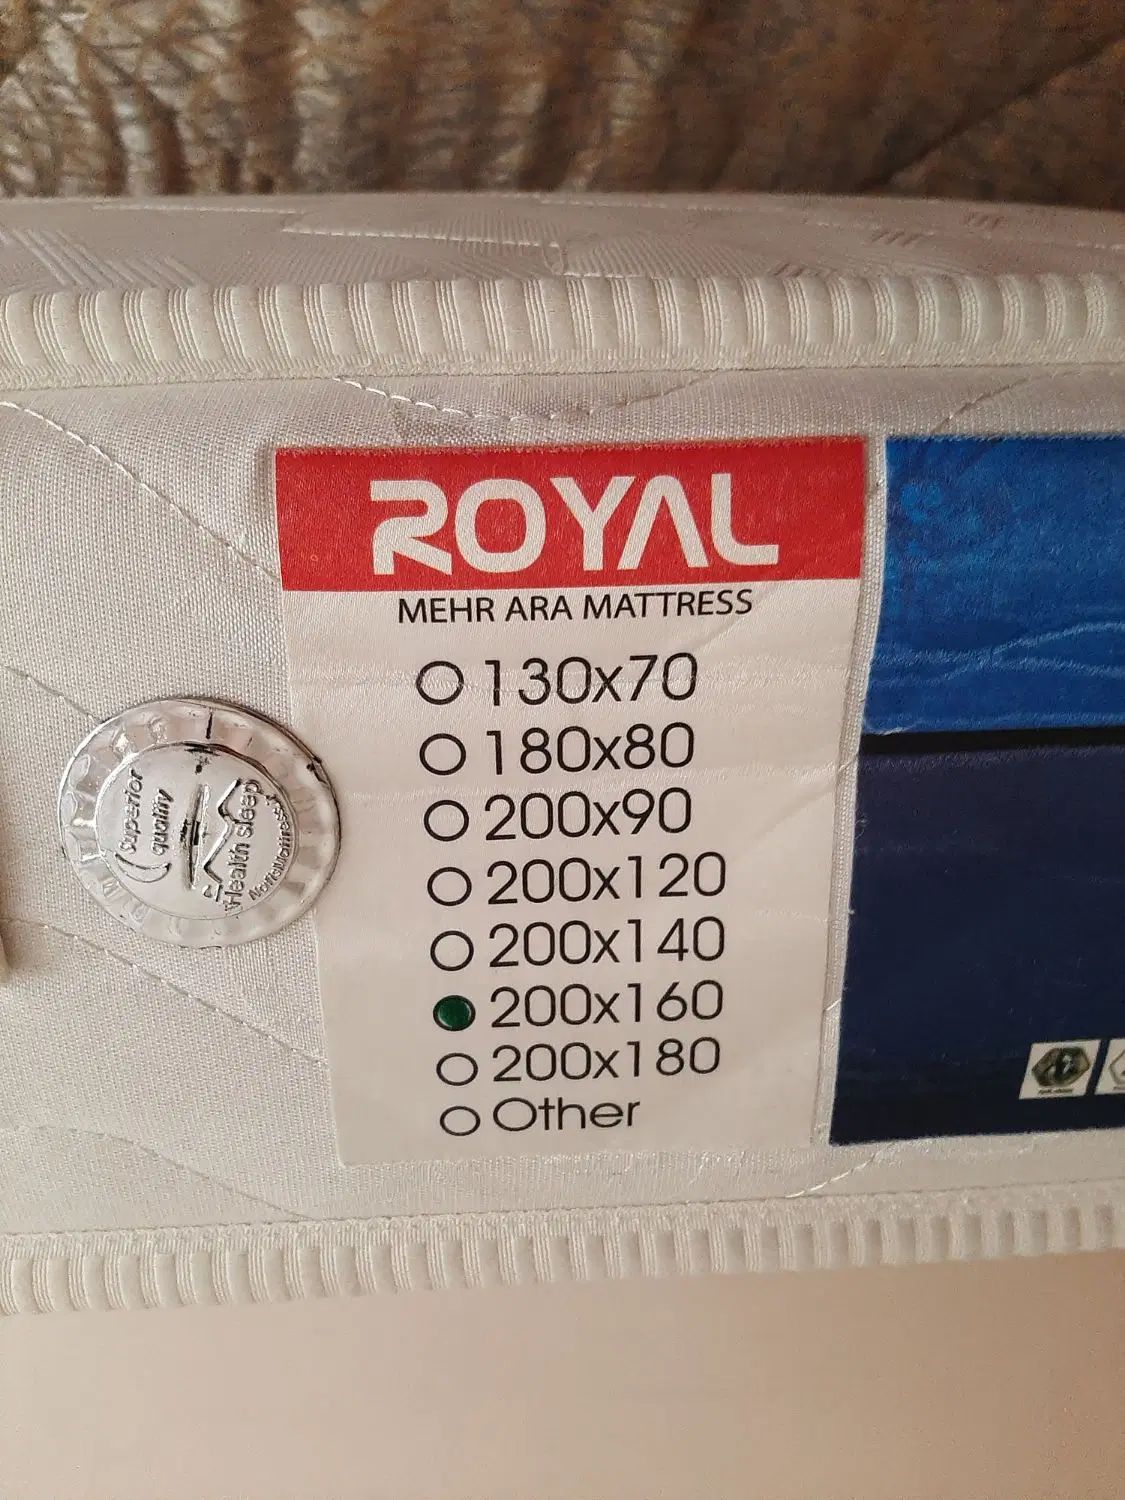 ROYAL
MEHR ARA MATTRESS
130x70
180x80
200x90
200x120
200x140
200x160
200x180
Other
Superior
quality
Health sleep